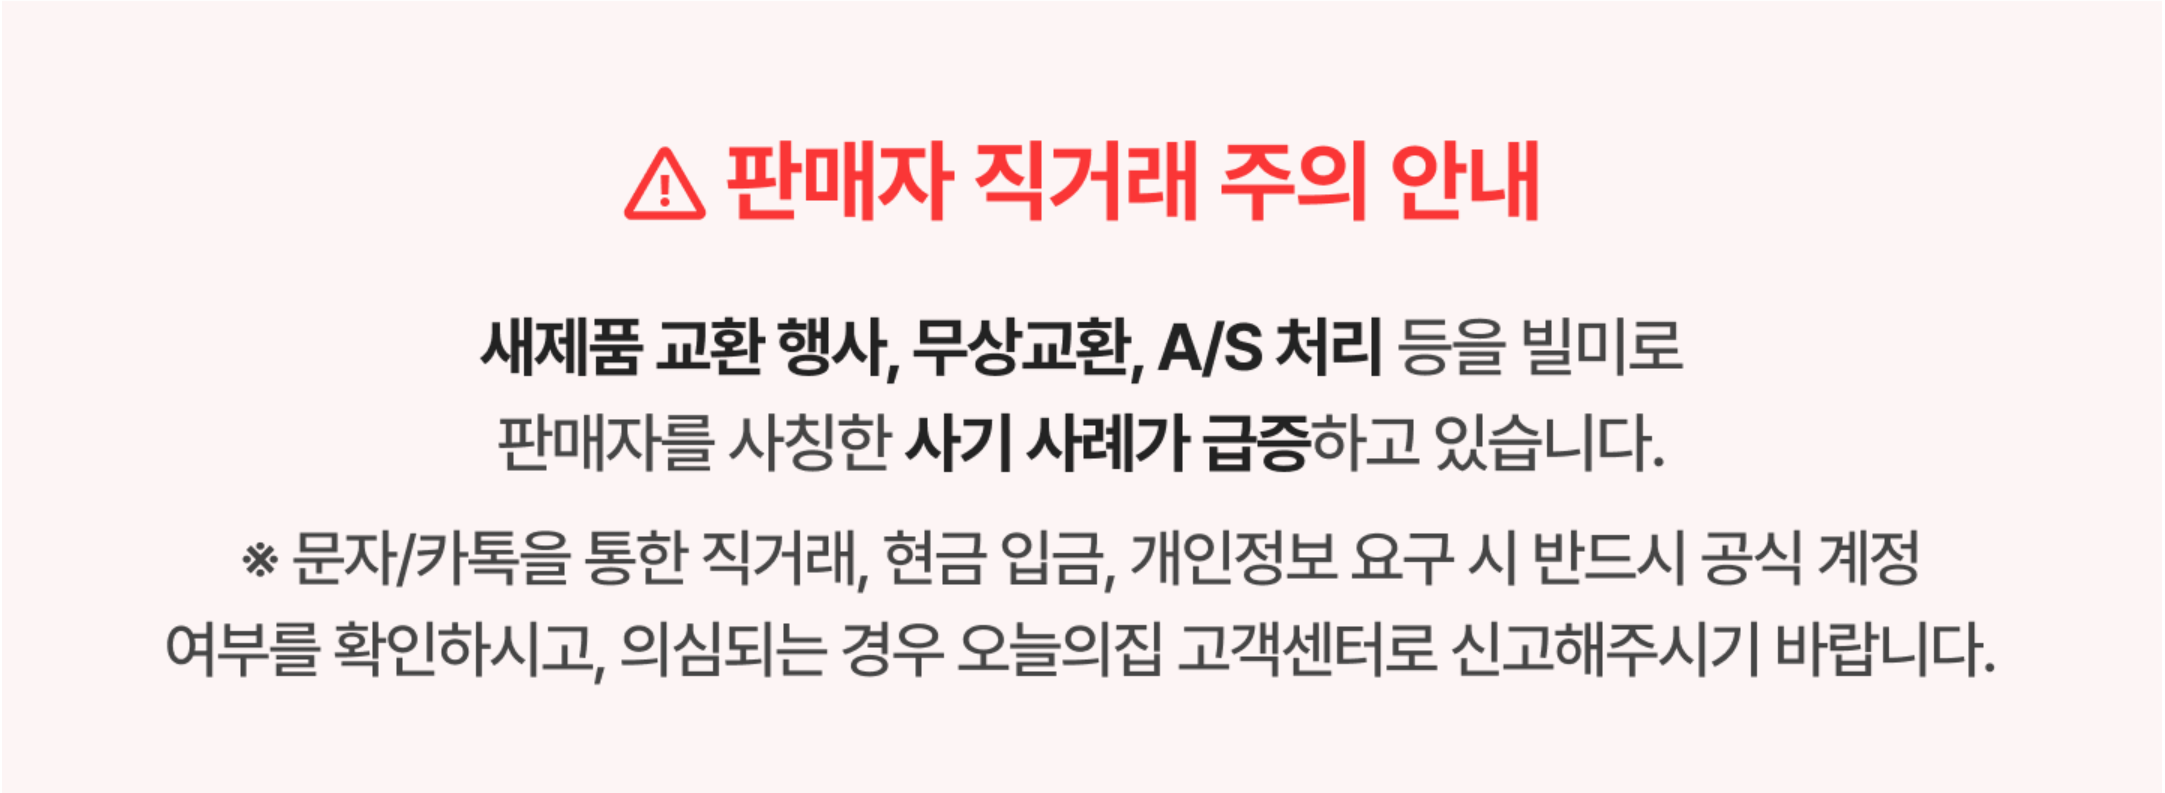 판매자 직거래 주의 안내
새제품 교환 행사, 무상교환, A/S 처리 등을 빌미로
판매자를 사칭한 사기 사례가 급증하고 있습니다.
※ 문자/카톡을 통한 직거래, 현금 입금, 개인정보 요구 시 반드시 공식 계정
여부를 확인하시고, 의심되는 경우 오늘의집 고객센터로 신고해주시기 바랍니다.